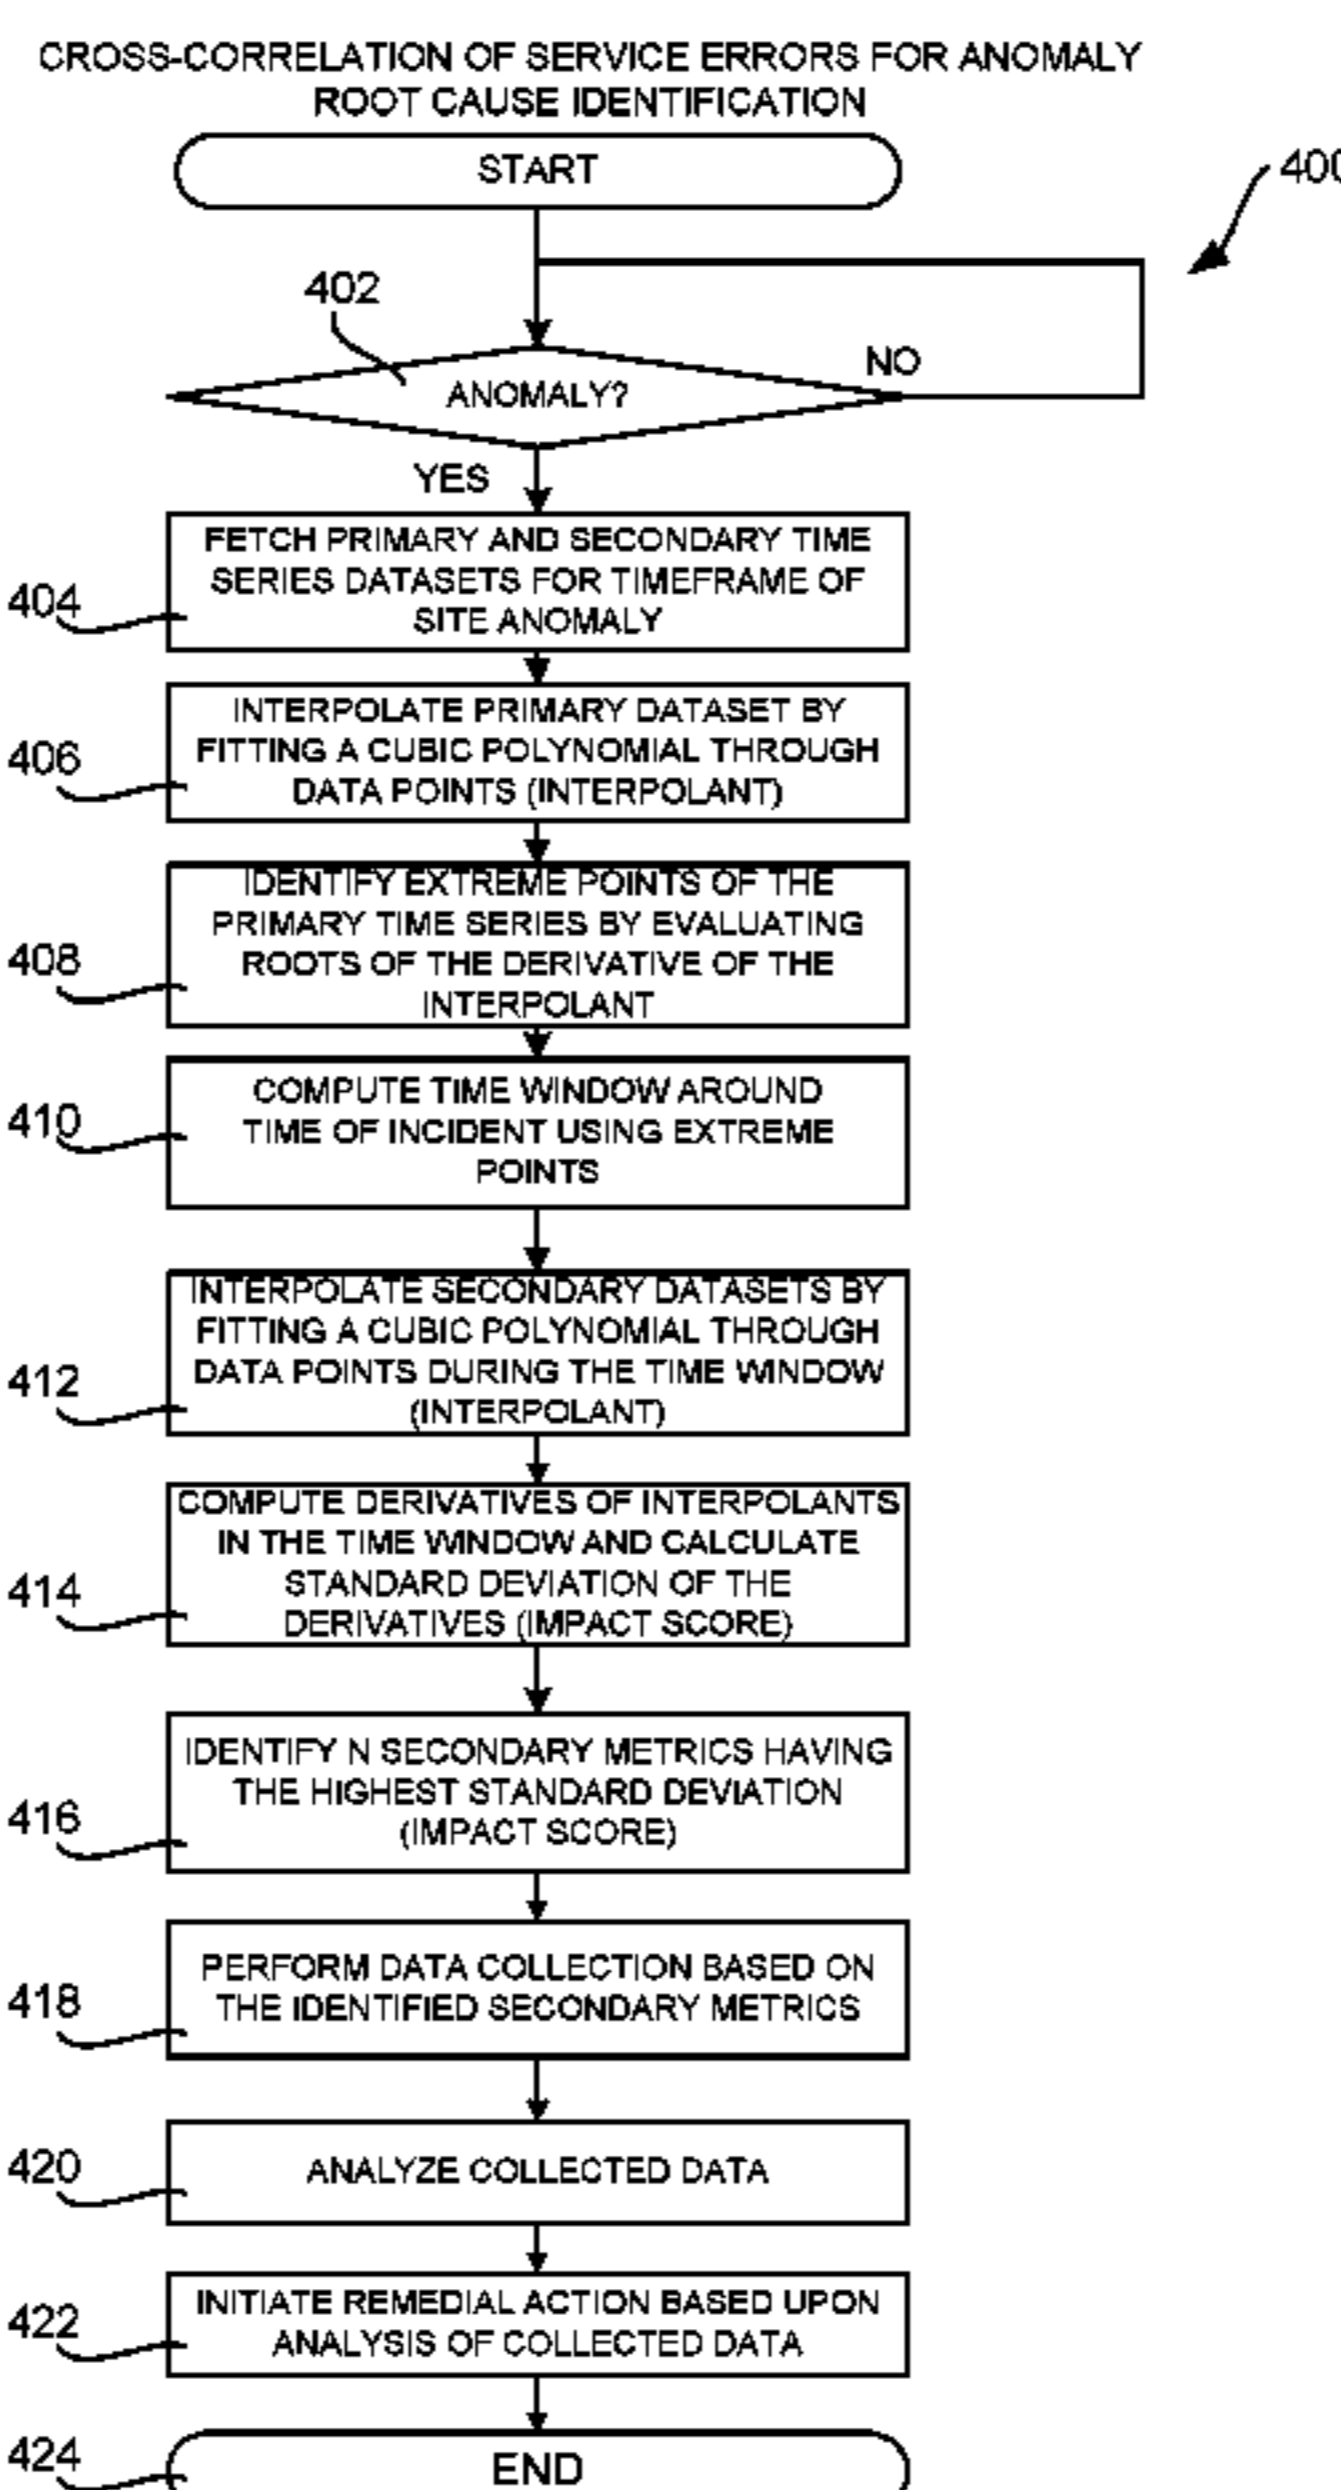 CROSS-CORRELATION OF SERVICE ERRORS FOR ANOMALY
ROOT CAUSE IDENTIFICATION
START
400
402
ANOMALY?
NO
YES
404
FETCH PRIMARY AND SECONDARY TIME
SERIES DATASETS FOR TIMEFRAME OF
SITE ANOMALY
406
INTERPOLATE PRIMARY DATASET BY
FITTING A CUBIC POLYNOMIAL THROUGH
DATA POINTS (INTERPOLANT)
408
IDENTIFY EXTREME POINTS OF THE
PRIMARY TIME SERIES BY EVALUATING
ROOTS OF THE DERIVATIVE OF THE
INTERPOLANT
410
COMPUTE TIME WINDOW AROUND
TIME OF INCIDENT USING EXTREME
POINTS
412
INTERPOLATE SECONDARY DATASETS BY
FITTING A CUBIC POLYNOMIAL THROUGH
DATA POINTS DURING THE TIME WINDOW
(INTERPOLANT)
414
COMPUTE DERIVATIVES OF INTERPOLANTS
IN THE TIME WINDOW AND CALCULATE
STANDARD DEVIATION OF THE
DERIVATIVES (IMPACT SCORE)
416
IDENTIFY N SECONDARY METRICS HAVING
THE HIGHEST STANDARD DEVIATION
(IMPACT SCORE)
418
PERFORM DATA COLLECTION BASED ON
THE IDENTIFIED SECONDARY METRICS
420
ANALYZE COLLECTED DATA
422
INITIATE REMEDIAL ACTION BASED UPON
ANALYSIS OF COLLECTED DATA
424
END